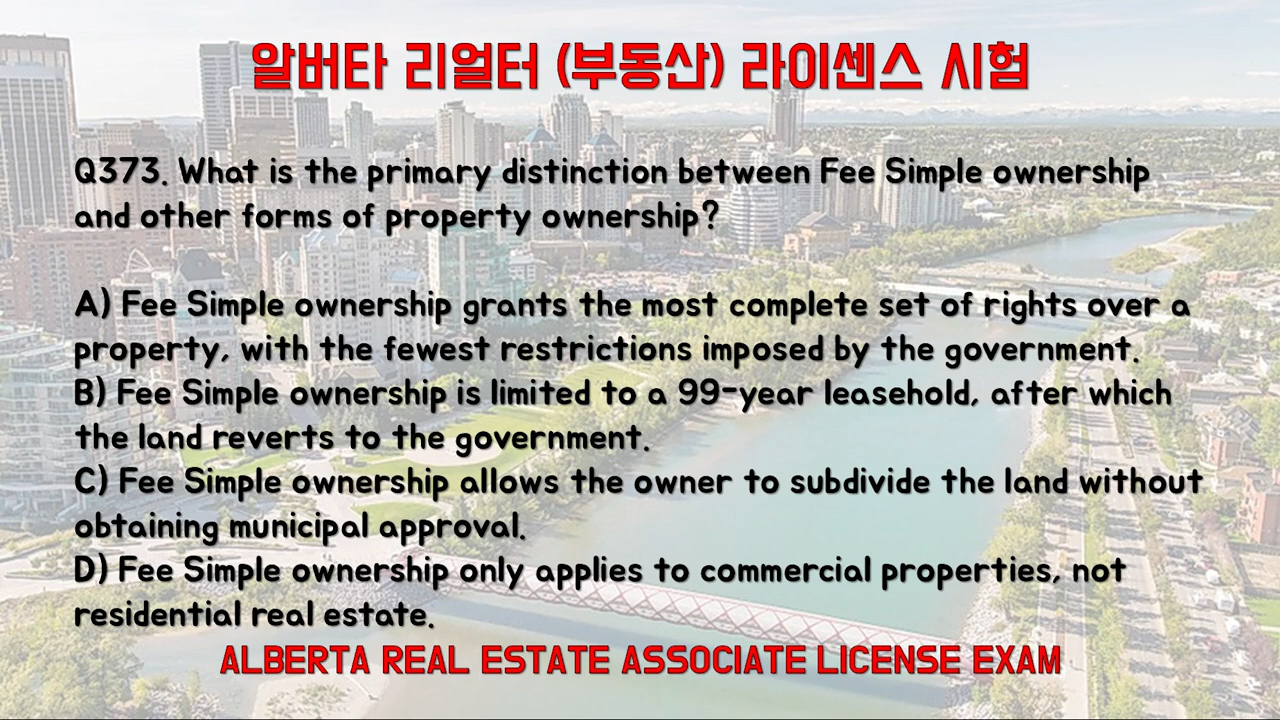 알버타 리얼터 (부동산) 라이센스 시험
Q373. What is the primary distinction between Fee Simple ownership
and other forms of property ownership?
A) Fee Simple ownership grants the most complete set of rights over a
property, with the fewest restrictions imposed by the government.
B) Fee Simple ownership is limited to a 99-year leasehold, after which
the land reverts to the government.
C) Fee Simple ownership allows the owner to subdivide the land without
obtaining municipal approval.
D) Fee Simple ownership only applies to commercial properties, not
residential real estate.
ALBERTA REAL ESTATE ASSOCIATE LICENSE EXAM